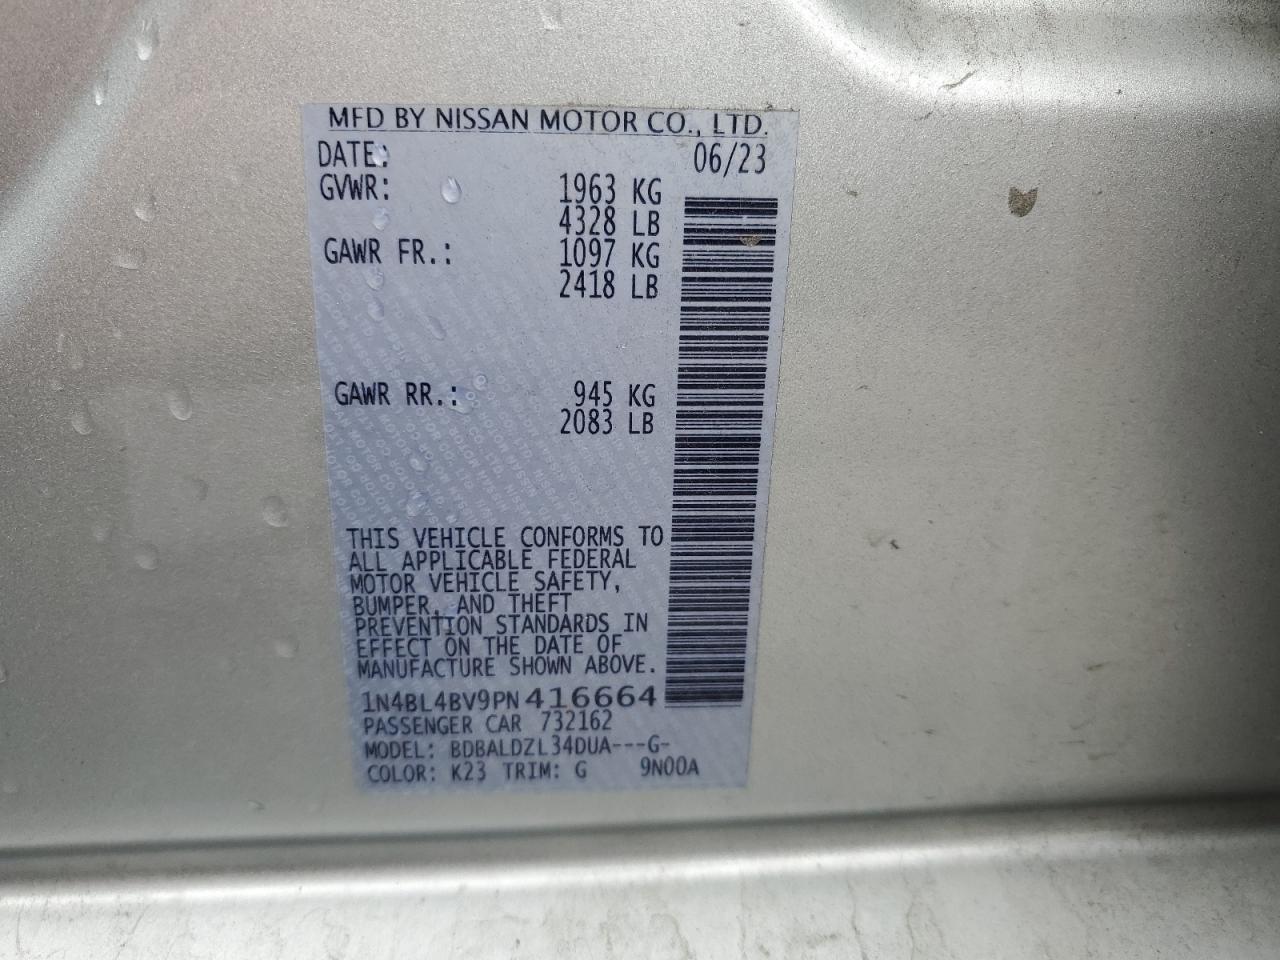 MFD BY NISSAN MOTOR CO., LTD.
DATE: 06/23
GVWR: 1963 KG
4328 LB
GAWR FR.: 1097 KG
2418 LB
GAWR RR.: 945 KG
2083 LB
THIS VEHICLE CONFORMS TO
ALL APPLICABLE FEDERAL
MOTOR VEHICLE SAFETY,
BUMPER, AND THEFT
PREVENTION STANDARDS IN
EFFECT ON THE DATE OF
MANUFACTURE SHOWN ABOVE.
1N4BL4BV9PN416664
PASSENGER CAR 732162
MODEL: BDBALDZL34DUA---G-
COLOR: K23 TRIM: G 9N00A